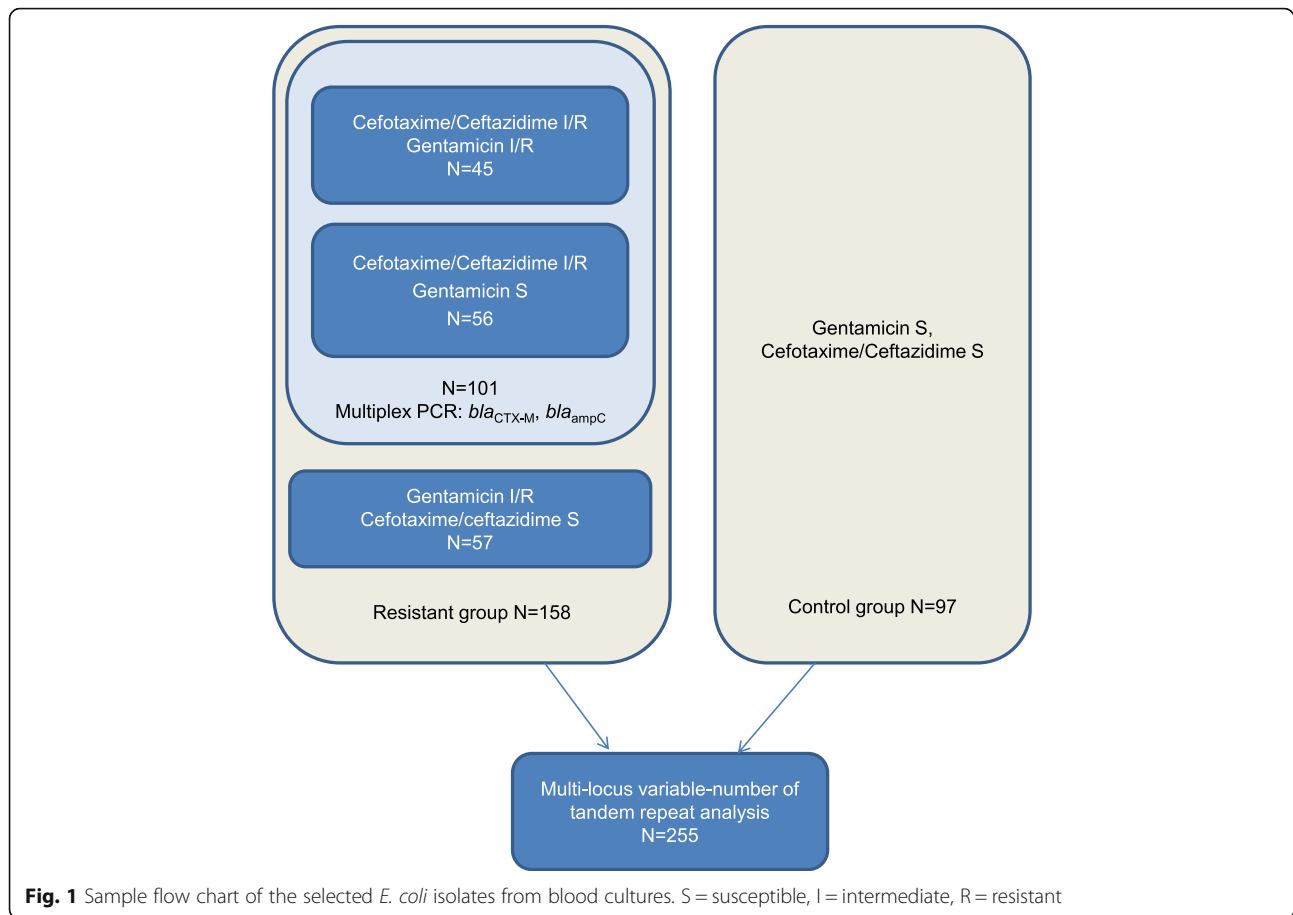 Cefotaxime/Ceftazidime I/R
Gentamicin I/R
N=45
Cefotaxime/Ceftazidime I/R
Gentamicin S
N=56
N=101
Multiplex PCR: blaCTX-M, blaampC
Gentamicin I/R
Cefotaxime/ceftazidime S
N=57
Resistant group N=158
Gentamicin S,
Cefotaxime/Ceftazidime S
Control group N=97
Multi-locus variable-number of
tandem repeat analysis
N=255
Fig. 1 Sample flow chart of the selected E. coli isolates from blood cultures. S = susceptible, I = intermediate, R = resistant